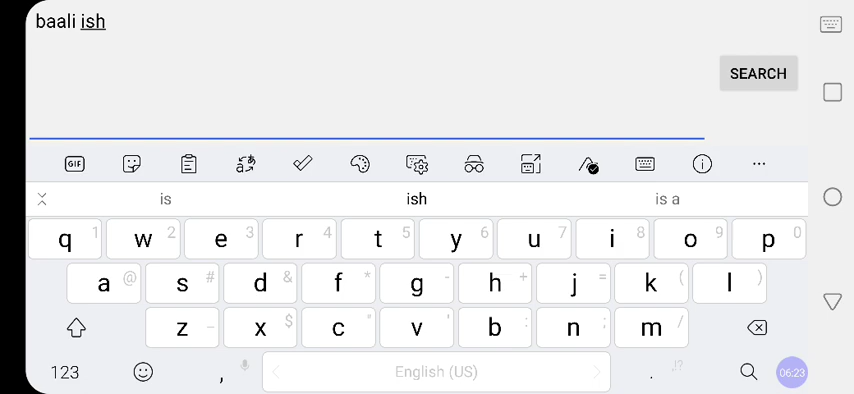 baali ish
SEARCH
GIF
is ish is a
q 1 w 2 e 3 r 4 t 5 y 6 u 7 i 8 o 9 p 0
a @ s # d & f * g - h + j = k ( l )
z _ x $ c " v ' b : n ; m /
123 , English (US) . .!? 06:23